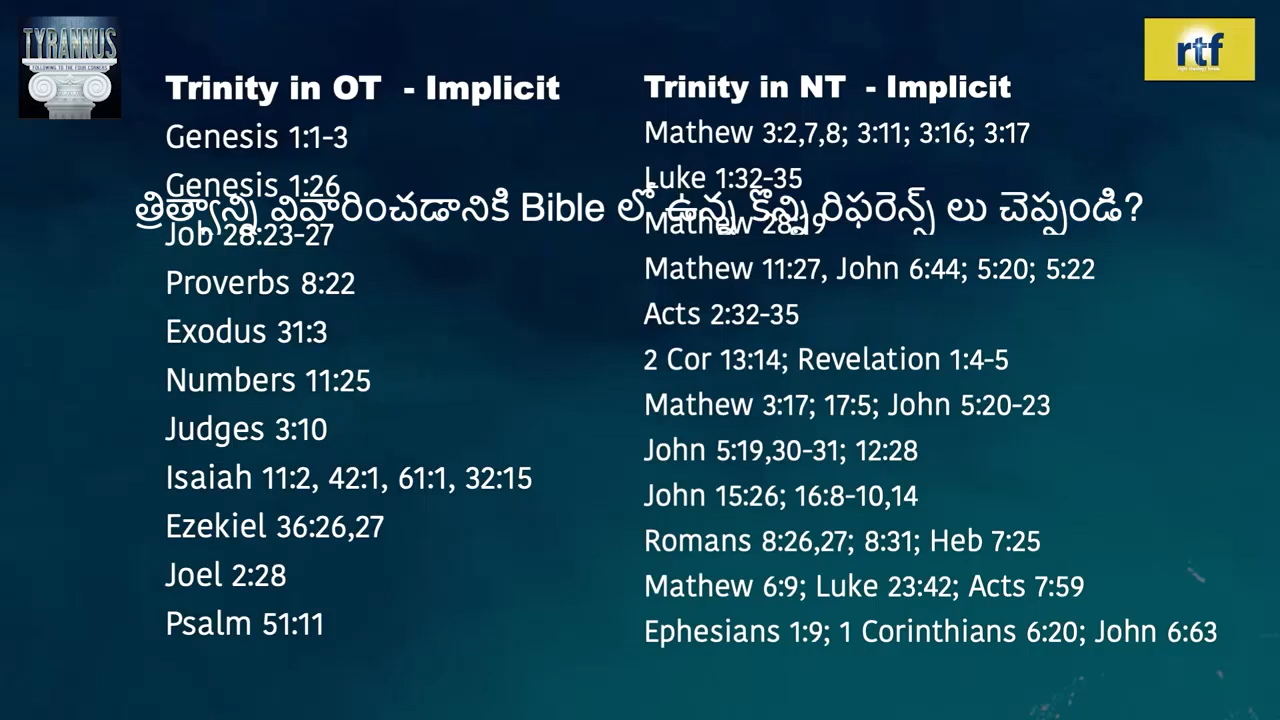 TYRANNUS
FOLLOWING TO THE FOUR CORNERS
rtf
Trinity in OT - Implicit
Genesis 1:1-3
Genesis 1:26
Job 28:23-27
Proverbs 8:22
Exodus 31:3
Numbers 11:25
Judges 3:10
Isaiah 11:2, 42:1, 61:1, 32:15
Ezekiel 36:26,27
Joel 2:28
Psalm 51:11
Trinity in NT - Implicit
Mathew 3:2,7,8; 3:11; 3:16; 3:17
Luke 1:32-35
Mathew 28:19
Mathew 11:27, John 6:44; 5:20; 5:22
Acts 2:32-35
2 Cor 13:14; Revelation 1:4-5
Mathew 3:17; 17:5; John 5:20-23
John 5:19,30-31; 12:28
John 15:26; 16:8-10,14
Romans 8:26,27; 8:31; Heb 7:25
Mathew 6:9; Luke 23:42; Acts 7:59
Ephesians 1:9; 1 Corinthians 6:20; John 6:63
త్రిత్వాన్ని వివారించడానికి Bible లో ఉన్న కొన్ని రిఫరెన్స్ లు చెప్పండి?